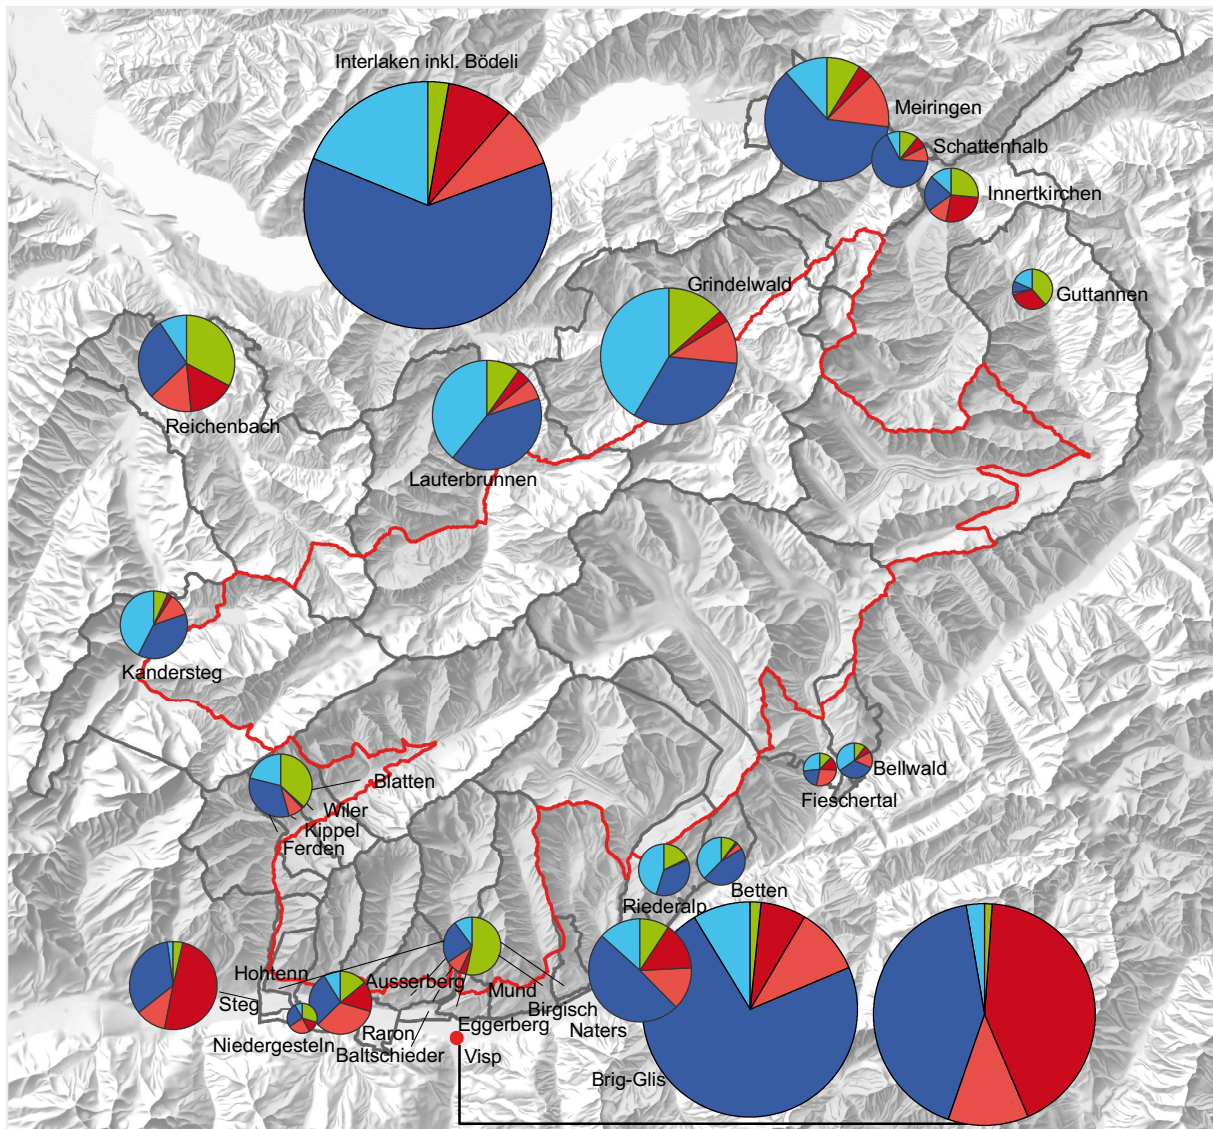 Interlaken inkl. Bödeli
Meiringen
Schattenhalb
Innertkirchen
Grindelwald
Guttannen
Reichenbach
Lauterbrunnen
Kandersteg
Blatten
Wiler
Kippel
Ferden
Bellwald
Fieschertal
Betten
Riederalp
Hohtenn
Ausserberg
Mund
Steg
Birgisch
Eggerberg
Naters
Raron
Niedergesteln
Baltschieder
Visp
Brig-Glis